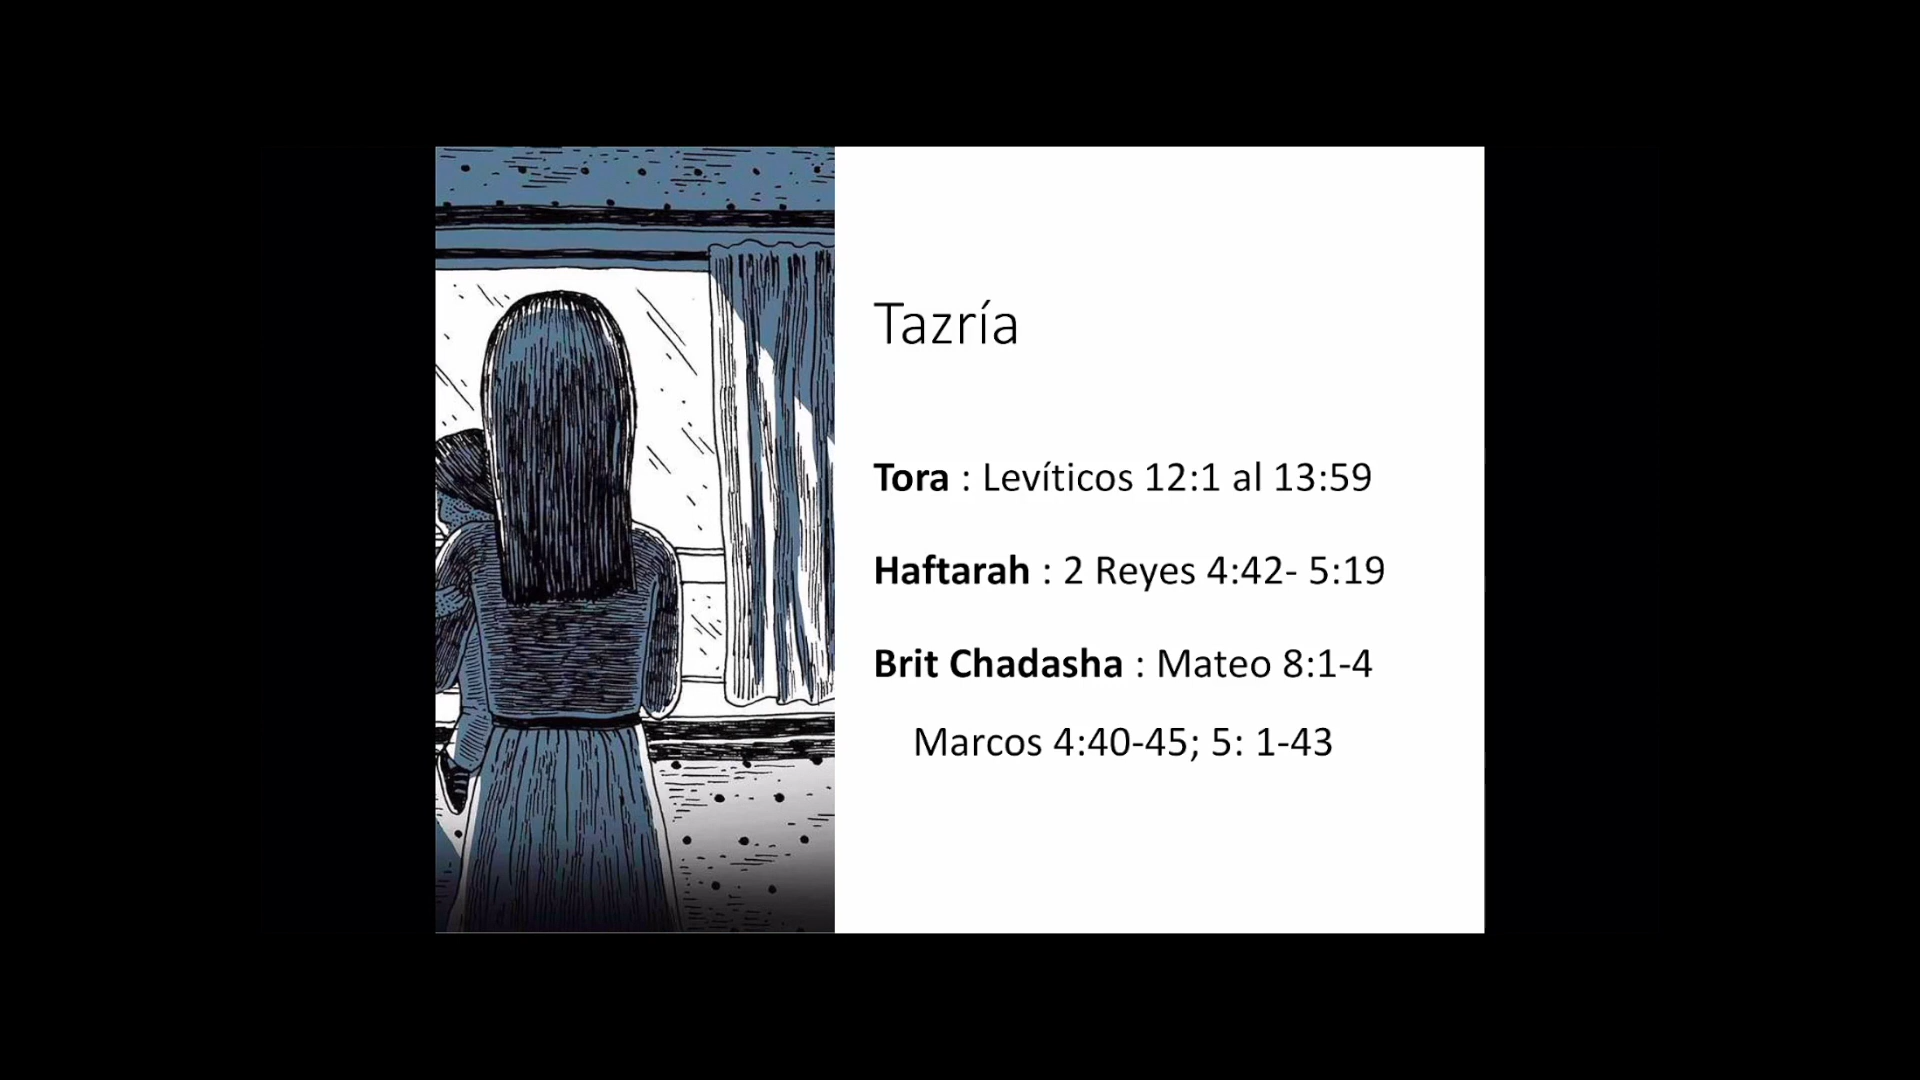 Tazría
Tora : Levíticos 12:1 al 13:59
Haftarah : 2 Reyes 4:42- 5:19
Brit Chadasha : Mateo 8:1-4
Marcos 4:40-45; 5: 1-43